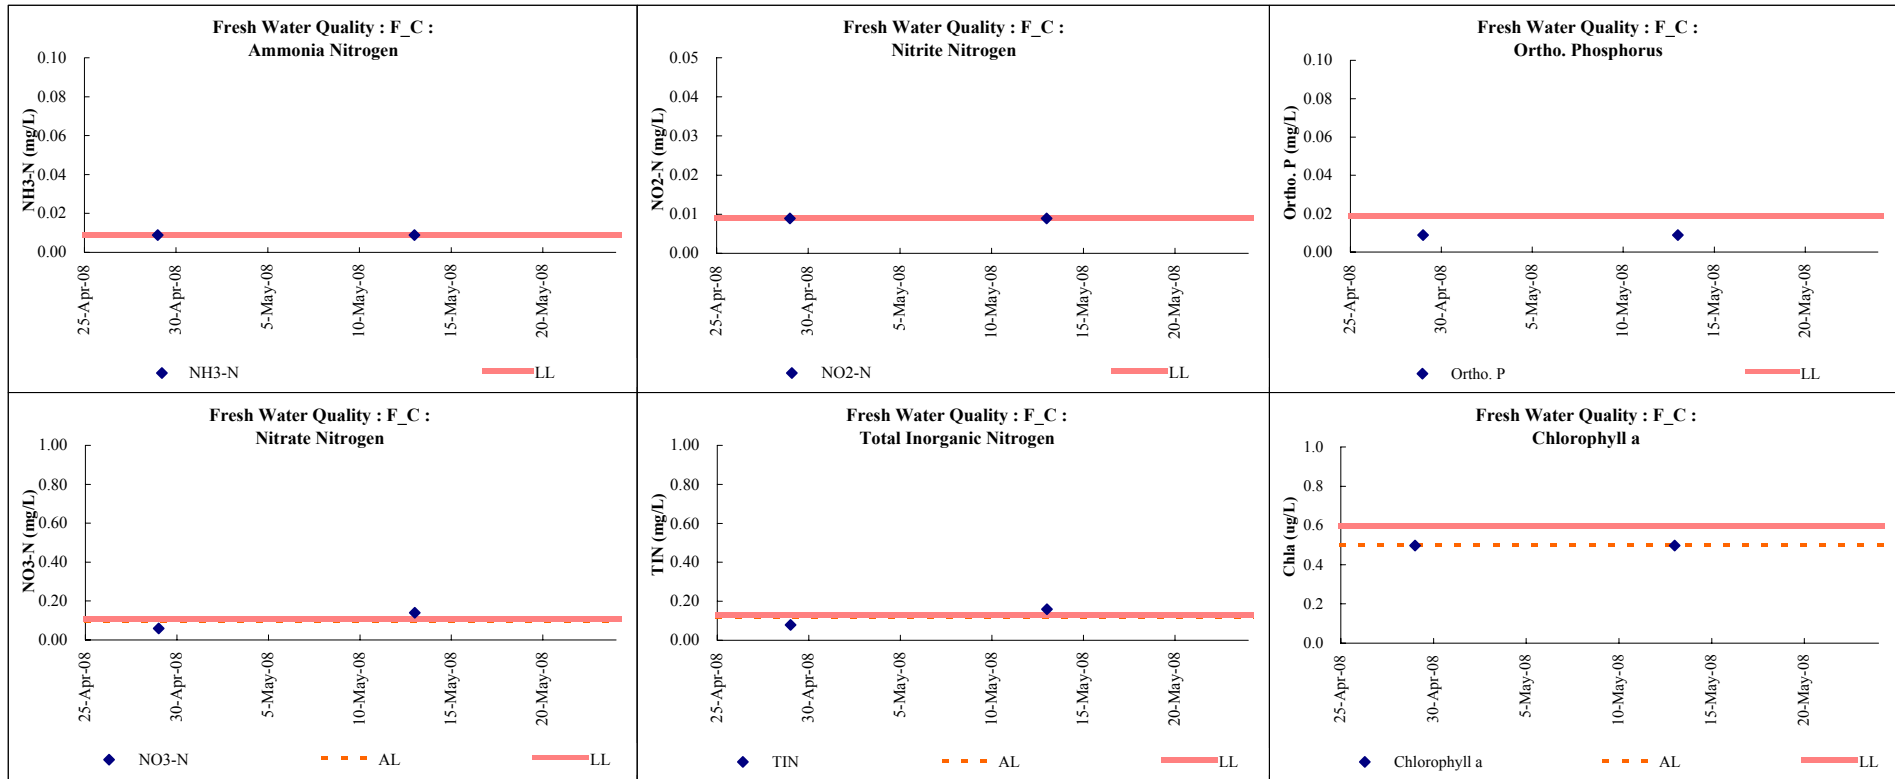 Fresh Water Quality : F_C :
Ammonia Nitrogen
NH3-N (mg/L)
0.10
0.08
0.06
0.04
0.02
0.00
25-Apr-08
30-Apr-08
5-May-08
10-May-08
15-May-08
20-May-08
NH3-N
LL
Fresh Water Quality : F_C :
Nitrite Nitrogen
NO2-N (mg/L)
0.05
0.04
0.03
0.02
0.01
0.00
25-Apr-08
30-Apr-08
5-May-08
10-May-08
15-May-08
20-May-08
NO2-N
LL
Fresh Water Quality : F_C :
Ortho. Phosphorus
Ortho. P (mg/L)
0.10
0.08
0.06
0.04
0.02
0.00
25-Apr-08
30-Apr-08
5-May-08
10-May-08
15-May-08
20-May-08
Ortho. P
LL
Fresh Water Quality : F_C :
Nitrate Nitrogen
NO3-N (mg/L)
1.00
0.80
0.60
0.40
0.20
0.00
25-Apr-08
30-Apr-08
5-May-08
10-May-08
15-May-08
20-May-08
NO3-N
AL
LL
Fresh Water Quality : F_C :
Total Inorganic Nitrogen
TIN (mg/L)
1.00
0.80
0.60
0.40
0.20
0.00
25-Apr-08
30-Apr-08
5-May-08
10-May-08
15-May-08
20-May-08
TIN
AL
LL
Fresh Water Quality : F_C :
Chlorophyll a
Chla (ug/L)
1.0
0.8
0.6
0.4
0.2
0.0
25-Apr-08
30-Apr-08
5-May-08
10-May-08
15-May-08
20-May-08
Chlorophyll a
AL
LL